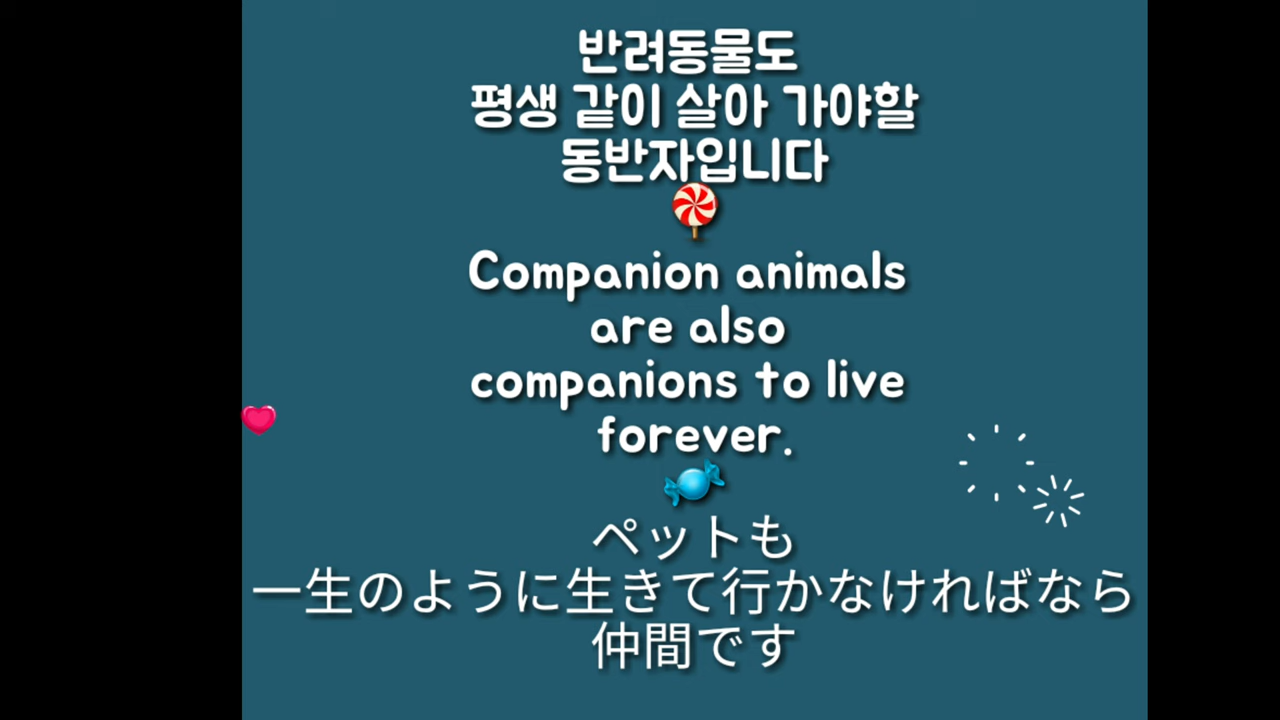 반려동물도
평생 같이 살아 가야할
동반자입니다
Companion animals
are also
companions to live
forever.
ペットも
一生のように生きて行かなければなら
仲間です